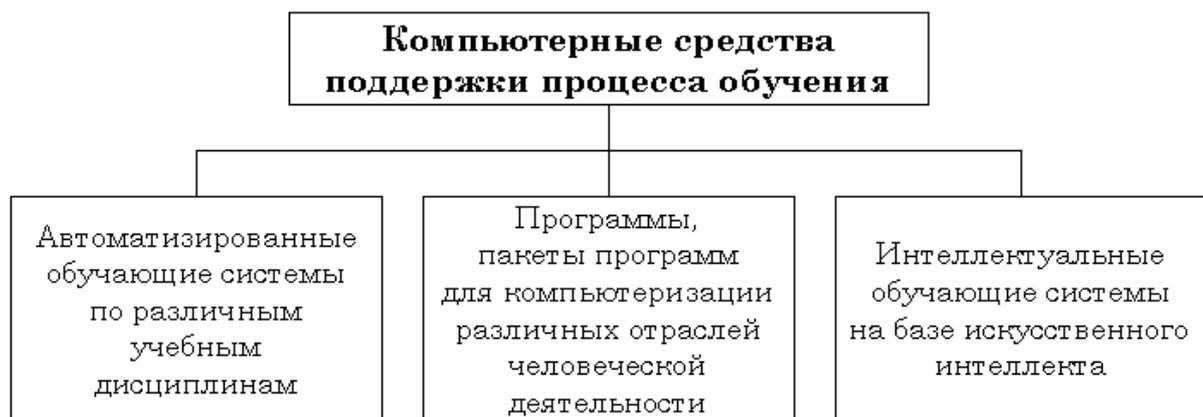 Компьютерные средства
поддержки процесса обучения
Автоматизированные
обучающие системы
по различным
учебным
дисциплинам
Программы,
пакеты программ
для компьютеризации
различных отраслей
человеческой
деятельности
Интеллектуальные
обучающие системы
на базе искусственного
интеллекта